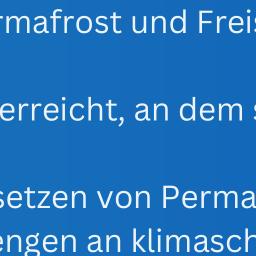 rmafrost und Freis
erreicht, an dem s
setzen von Perma
engen an klimasch